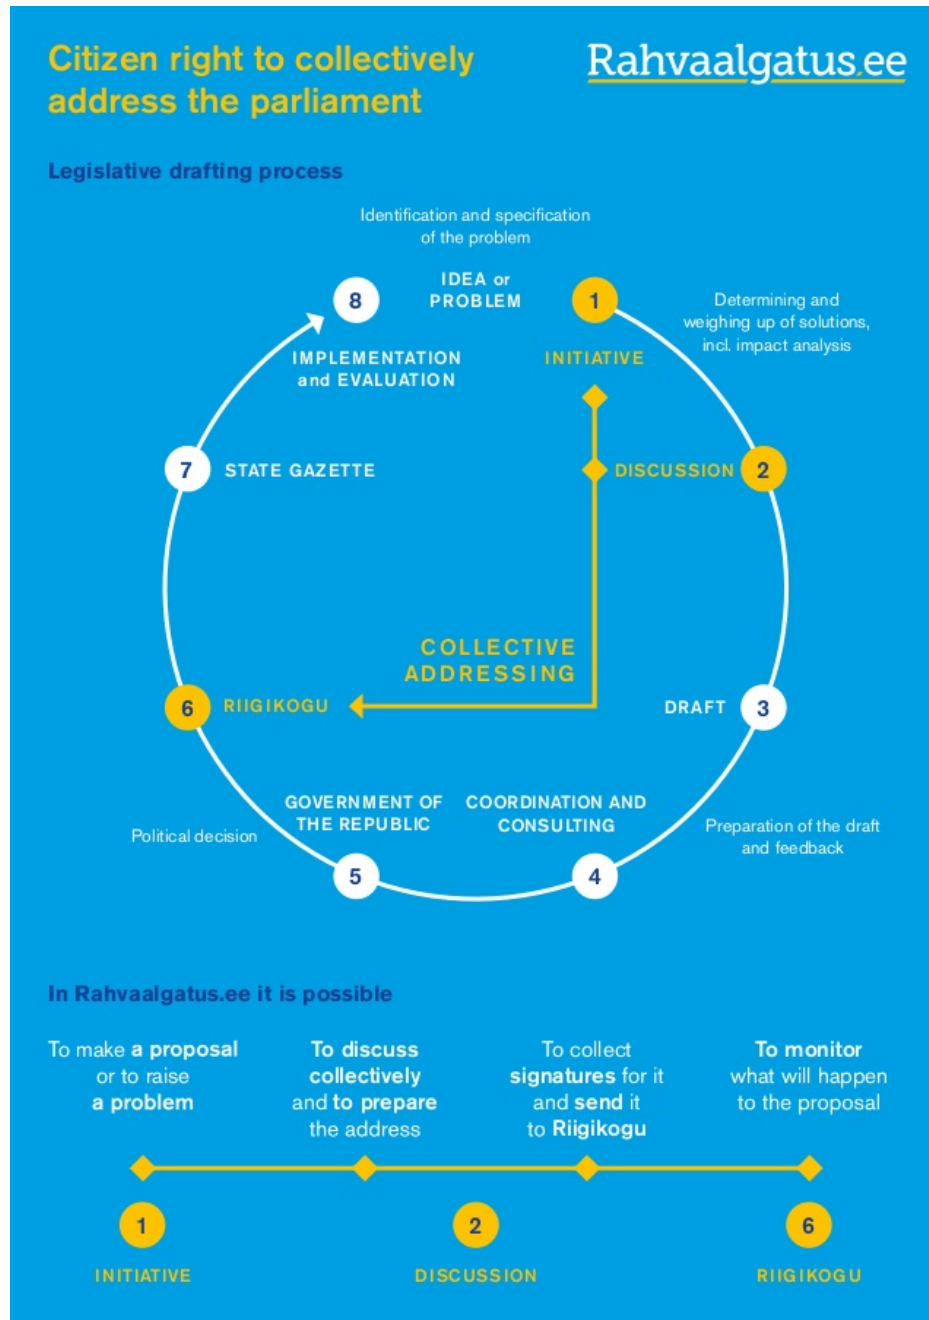 Citizen right to collectively
address the parliament
Rahvaalgatus.ee
Legislative drafting process
Identification and specification
of the problem
IDEA or
PROBLEM
8
IMPLEMENTATION
and EVALUATION
1
INITIATIVE
Determining and
weighing up of solutions,
incl. impact analysis
7
STATE GAZETTE
DISCUSSION
2
COLLECTIVE
ADDRESSING
6
RIIGIKOGU
DRAFT
3
GOVERNMENT OF
THE REPUBLIC
5
COORDINATION AND
CONSULTING
4
Political decision
Preparation of the draft
and feedback
In Rahvaalgatus.ee it is possible
To make a proposal
or to raise
a problem
To discuss
collectively
and to prepare
the address
To collect
signatures for it
and send it
to Riigikogu
To monitor
what will happen
to the proposal
1
INITIATIVE
2
DISCUSSION
6
RIIGIKOGU